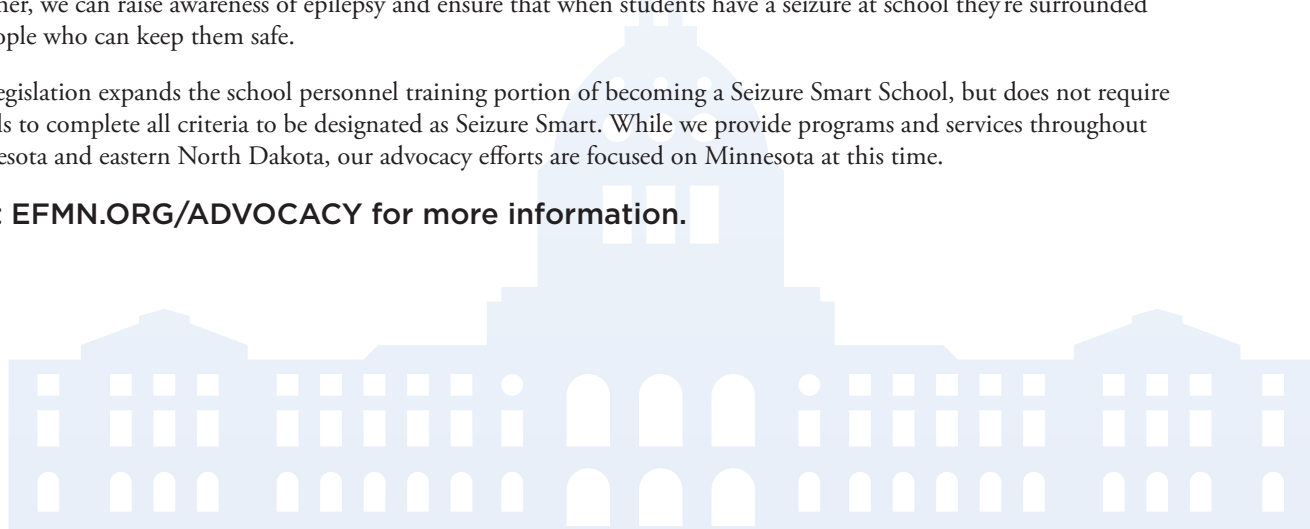 ner, we can raise awareness of epilepsy and ensure that when students have a seizure at school they're surrounded
ople who can keep them safe.
egislation expands the school personnel training portion of becoming a Seizure Smart School, but does not require
ls to complete all criteria to be designated as Seizure Smart. While we provide programs and services throughout
esota and eastern North Dakota, our advocacy efforts are focused on Minnesota at this time.
: EFMN.ORG/ADVOCACY for more information.